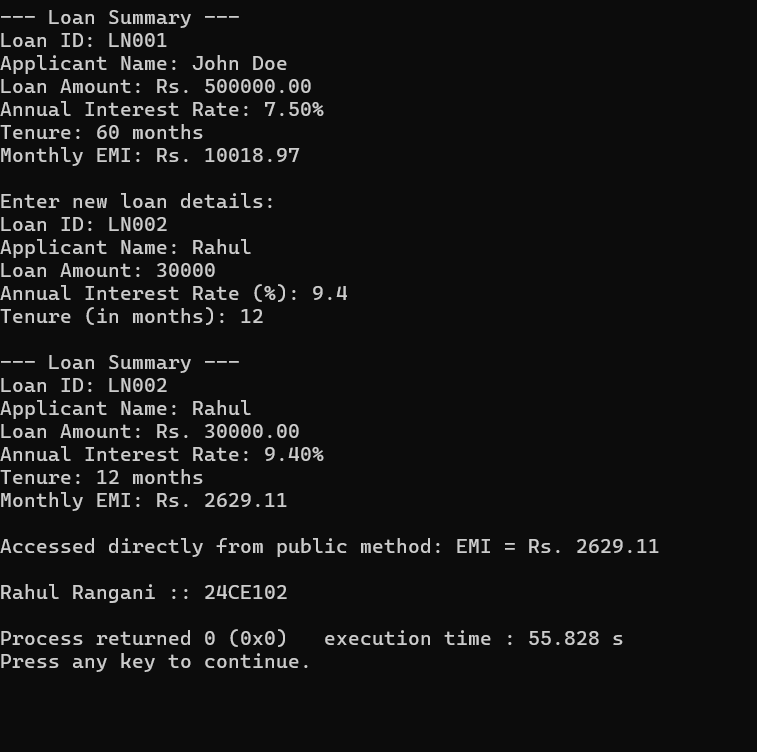 --- Loan Summary ---
Loan ID: LN001
Applicant Name: John Doe
Loan Amount: Rs. 500000.00
Annual Interest Rate: 7.50%
Tenure: 60 months
Monthly EMI: Rs. 10018.97
Enter new loan details:
Loan ID: LN002
Applicant Name: Rahul
Loan Amount: 30000
Annual Interest Rate (%): 9.4
Tenure (in months): 12
--- Loan Summary ---
Loan ID: LN002
Applicant Name: Rahul
Loan Amount: Rs. 30000.00
Annual Interest Rate: 9.40%
Tenure: 12 months
Monthly EMI: Rs. 2629.11
Accessed directly from public method: EMI = Rs. 2629.11
Rahul Rangani :: 24CE102
Process returned 0 (0x0)   execution time : 55.828 s
Press any key to continue.